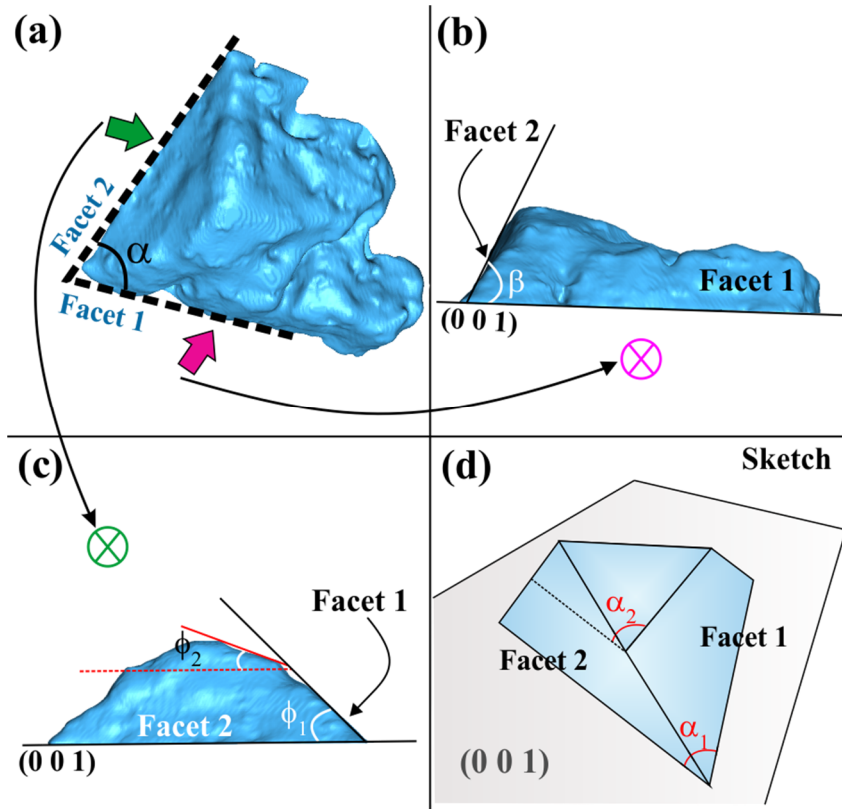 (a)
Facet 2
α
Facet 1
(b)
Facet 2
β
Facet 1
(0 0 1)
(c)
Facet 1
ϕ2
Facet 2
ϕ1
(0 0 1)
(d)
Sketch
α2
Facet 1
Facet 2
α1
(0 0 1)